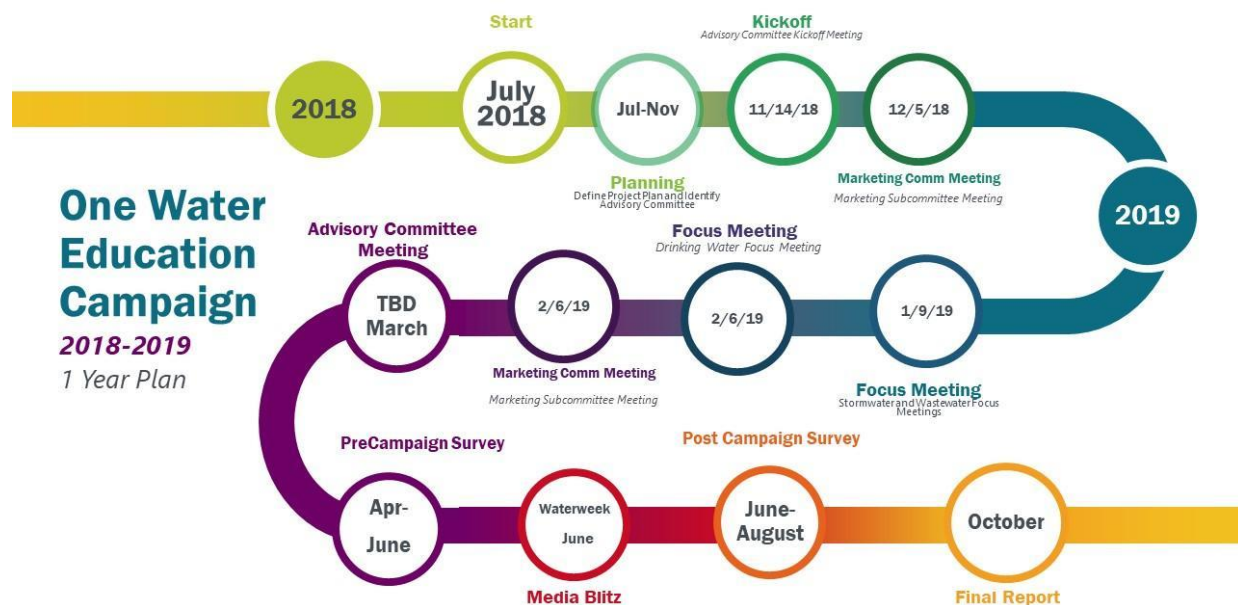 Start
Kickoff
Advisory Committee Kickoff Meeting
2018
July
2018
Jul-Nov
11/14/18
12/5/18
Planning
Define Project Plan and Identify
Advisory Committee
Marketing Comm Meeting
Marketing Subcommittee Meeting
2019
One Water
Education
Campaign
2018-2019
1 Year Plan
Advisory Committee
Meeting
Focus Meeting
Drinking Water Focus Meeting
TBD
March
2/6/19
2/6/19
1/9/19
Marketing Comm Meeting
Marketing Subcommittee Meeting
Focus Meeting
Stormwater and Wastewater Focus
Meetings
PreCampaign Survey
Post Campaign Survey
Apr-
June
Waterweek
June
June-
August
October
Media Blitz
Final Report